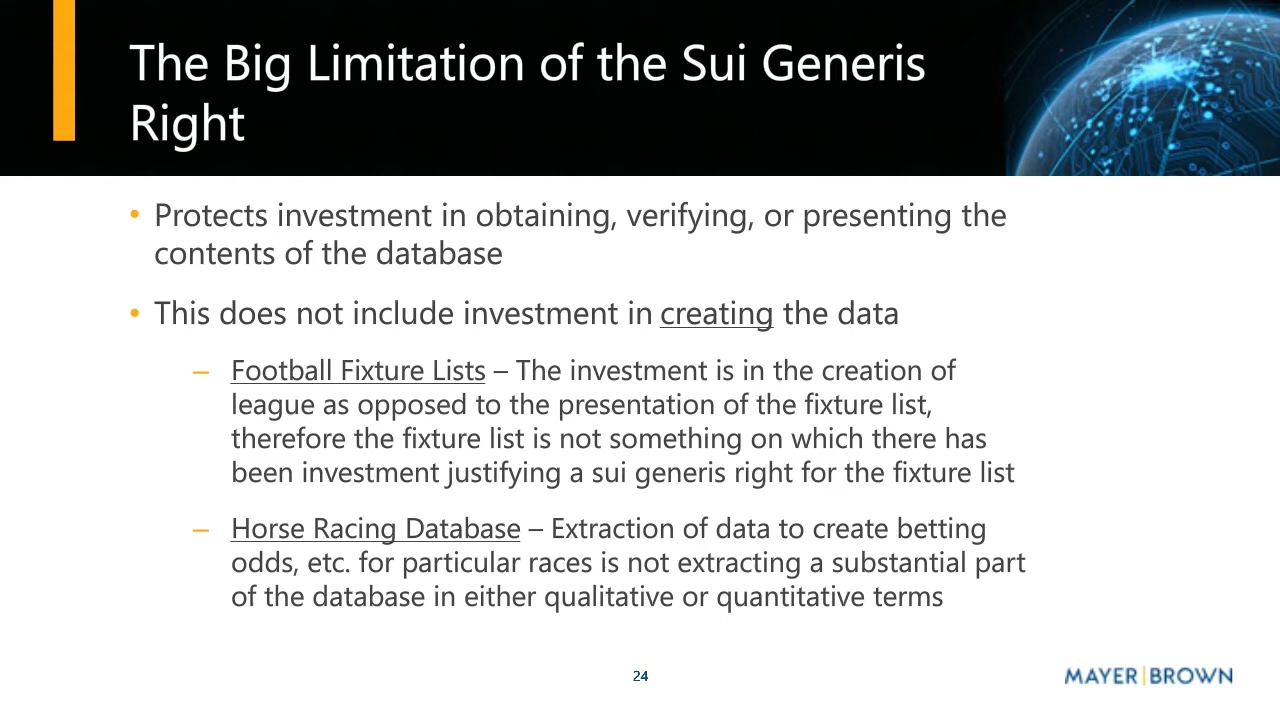 The Big Limitation of the Sui Generis
Right
• Protects investment in obtaining, verifying, or presenting the
contents of the database
• This does not include investment in creating the data
– Football Fixture Lists – The investment is in the creation of
league as opposed to the presentation of the fixture list,
therefore the fixture list is not something on which there has
been investment justifying a sui generis right for the fixture list
– Horse Racing Database – Extraction of data to create betting
odds, etc. for particular races is not extracting a substantial part
of the database in either qualitative or quantitative terms
24
MAYER|BROWN